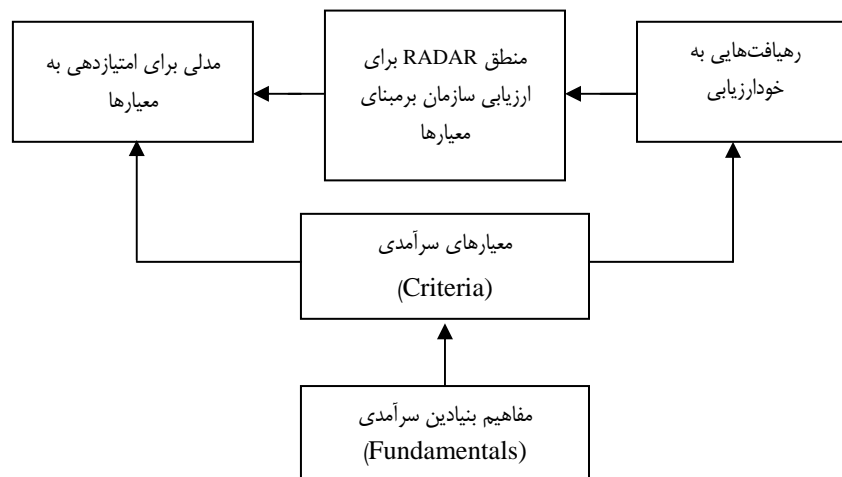 رهیافت‌هایی به
خودارزیابی
منطق RADAR برای
ارزیابی سازمان برمبنای
معیارها
مدلی برای امتیازدهی به
معیارها
معیارهای سرآمدی
(Criteria)
مفاهیم بنیادین سرآمدی
(Fundamentals)